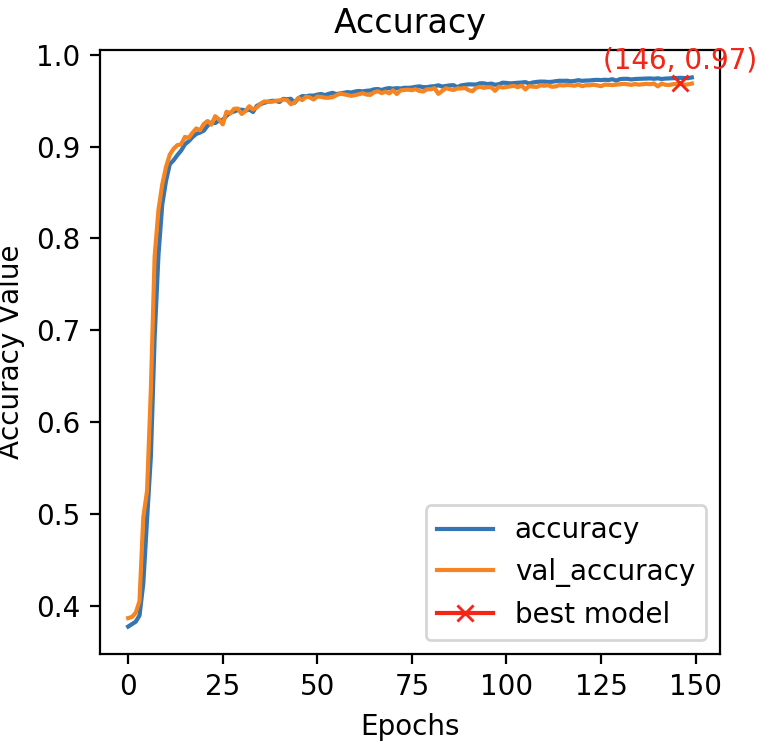 Accuracy
(146, 0.97)
1.0
0.9
0.8
0.7
0.6
0.5
0.4
Accuracy Value
accuracy
val_accuracy
best model
0 25 50 75 100 125 150
Epochs